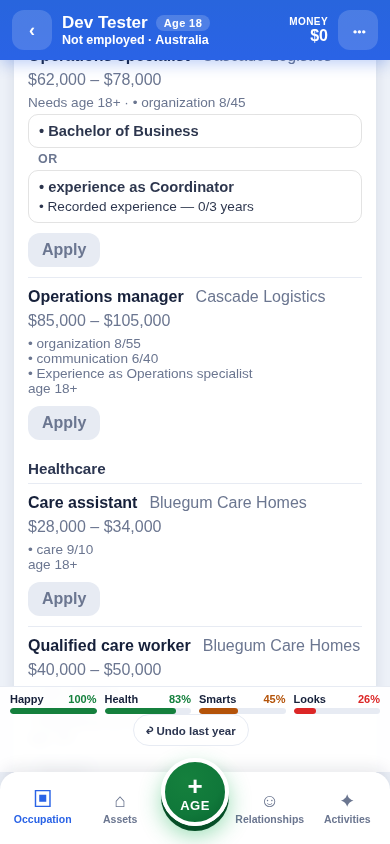 ‹
Dev Tester Age 18
Not employed · Australia
MONEY
$0
•••
Operations specialist Cascade Logistics
$62,000 – $78,000
Needs age 18+ · • organization 8/45
• Bachelor of Business
OR
• experience as Coordinator
• Recorded experience — 0/3 years
Apply
Operations manager Cascade Logistics
$85,000 – $105,000
• organization 8/55
• communication 6/40
• Experience as Operations specialist
age 18+
Apply
Healthcare
Care assistant Bluegum Care Homes
$28,000 – $34,000
• care 9/10
age 18+
Apply
Qualified care worker Bluegum Care Homes
$40,000 – $50,000
Happy 100% Health 83% Smarts 45% Looks 26%
Undo last year
+
AGE
Occupation Assets Relationships Activities